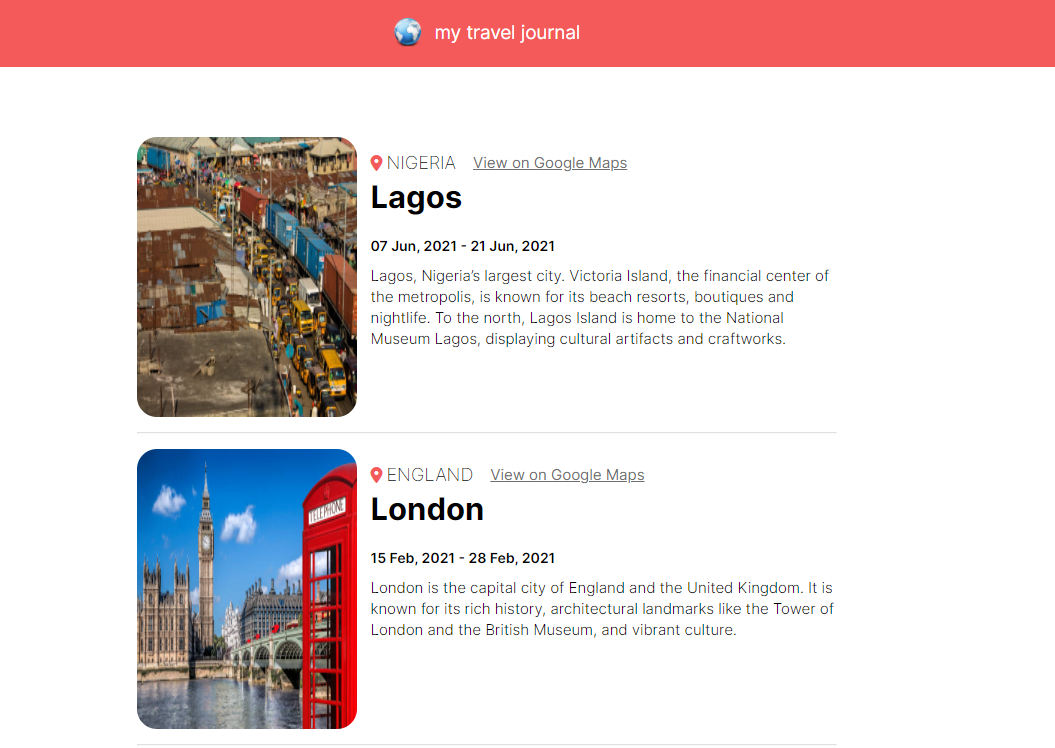 my travel journal
NIGERIA View on Google Maps
Lagos
07 Jun, 2021 - 21 Jun, 2021
Lagos, Nigeria’s largest city. Victoria Island, the financial center of
the metropolis, is known for its beach resorts, boutiques and
nightlife. To the north, Lagos Island is home to the National
Museum Lagos, displaying cultural artifacts and craftworks.
TELEPHONE
ENGLAND View on Google Maps
London
15 Feb, 2021 - 28 Feb, 2021
London is the capital city of England and the United Kingdom. It is
known for its rich history, architectural landmarks like the Tower of
London and the British Museum, and vibrant culture.